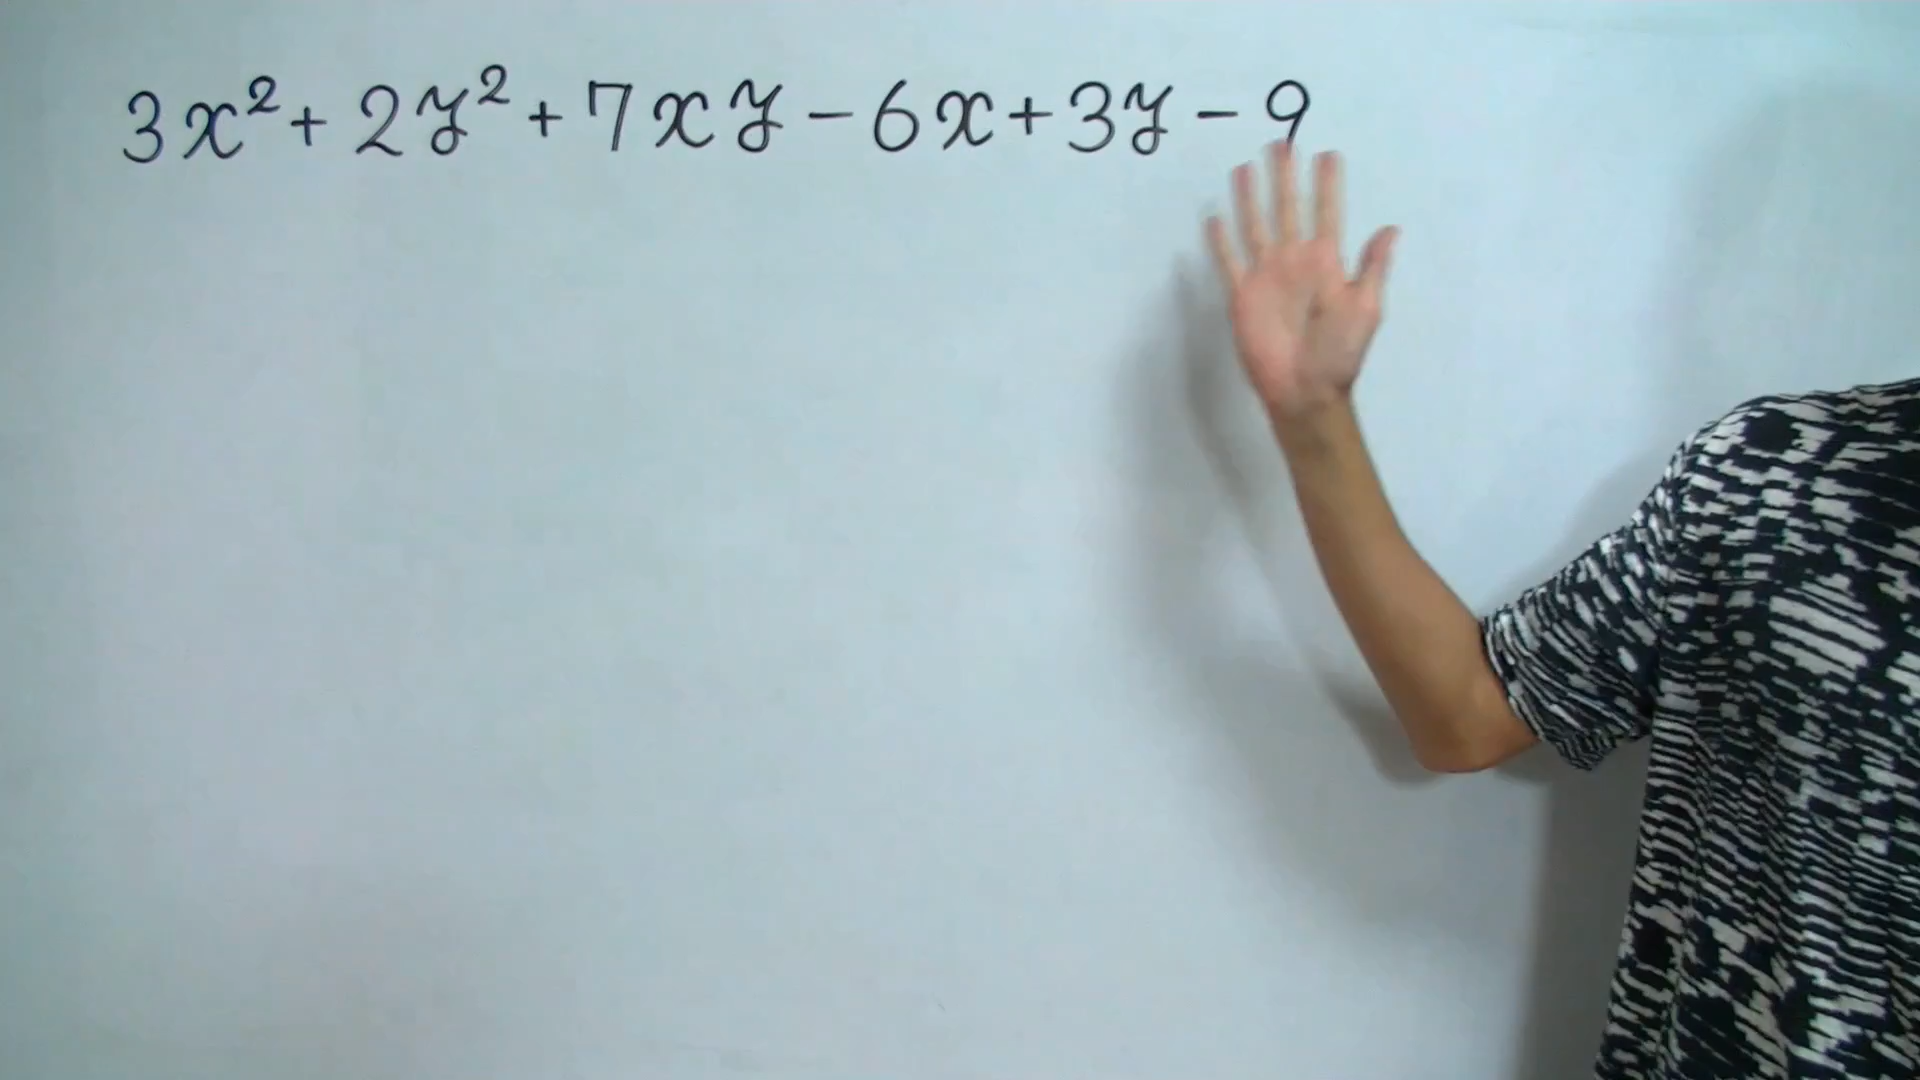 3x² + 2y² + 7xy - 6x + 3y - 9